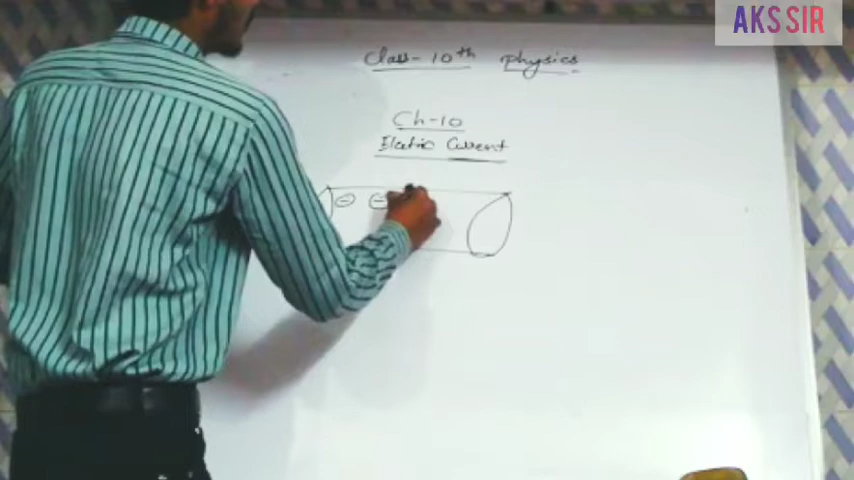 AKS SIR
Class-10th physics
Ch-10
Electric Current
⊖ ⊖